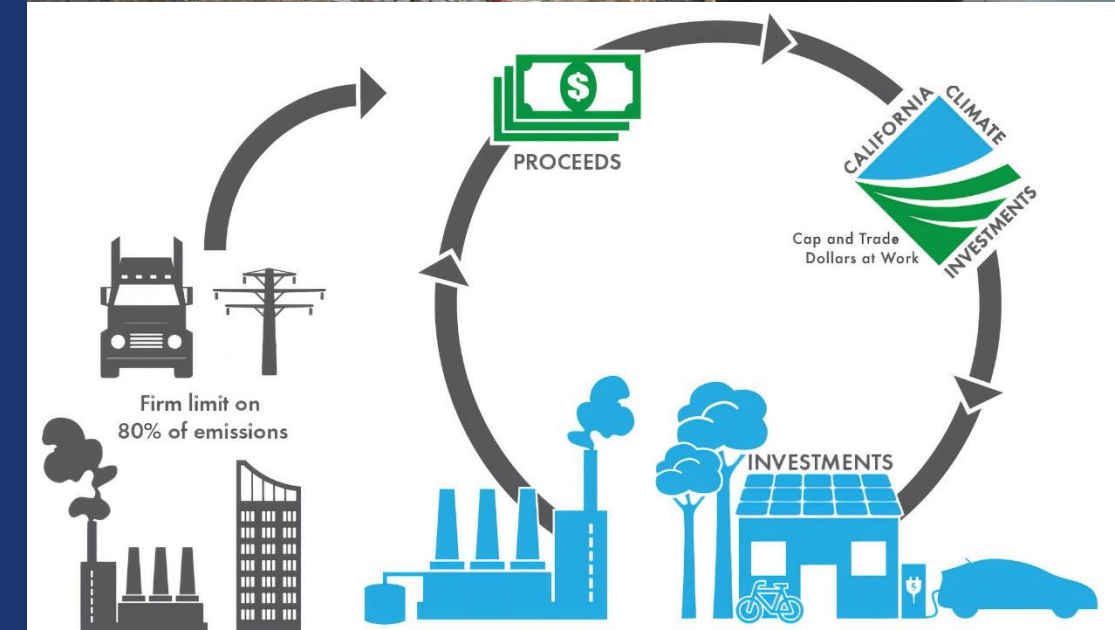 $
PROCEEDS
CALIFORNIA CLIMATE
INVESTMENTS
Cap and Trade
Dollars at Work
Firm limit on
80% of emissions
INVESTMENTS